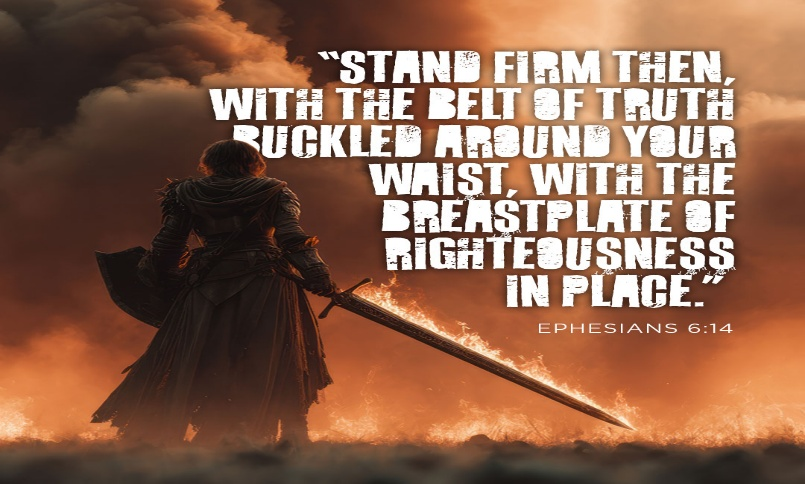 “STAND FIRM THEN,
WITH THE BELT OF TRUTH
BUCKLED AROUND YOUR
WAIST, WITH THE
BREASTPLATE OF
RIGHTEOUSNESS
IN PLACE.”
EPHESIANS 6:14